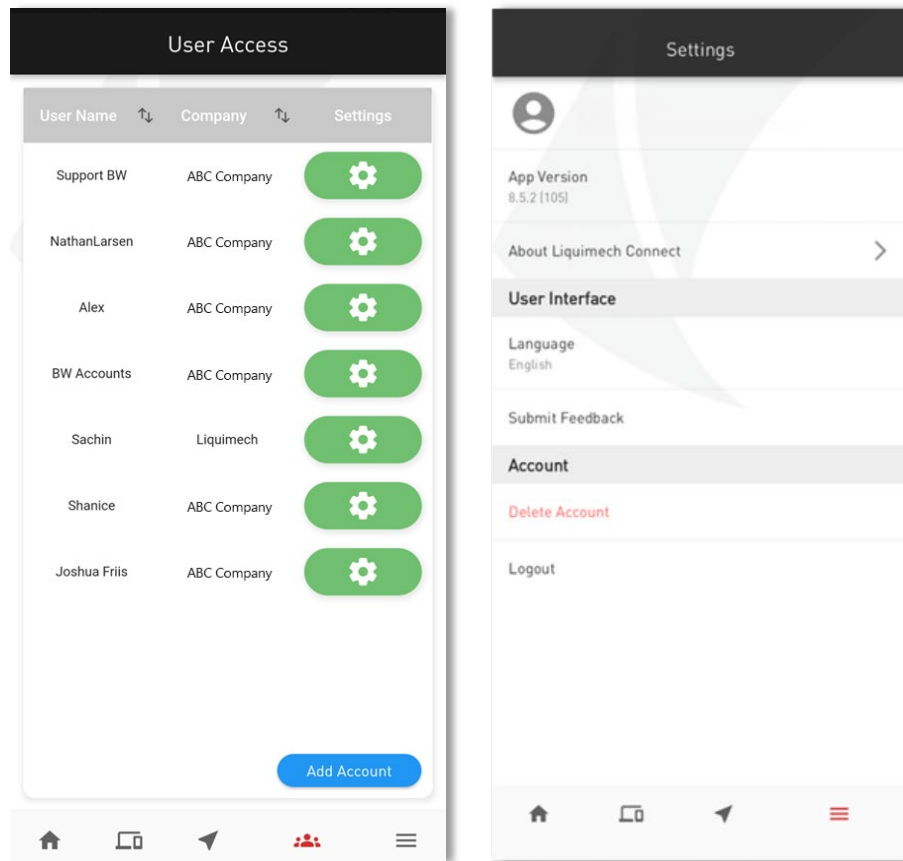 User Access
User Name Company Settings
Support BW ABC Company
NathanLarsen ABC Company
Alex ABC Company
BW Accounts ABC Company
Sachin Liquimech
Shanice ABC Company
Joshua Friis ABC Company
Add Account
Settings
App Version
8.5.2 (105)
About Liquimech Connect
User Interface
Language
English
Submit Feedback
Account
Delete Account
Logout